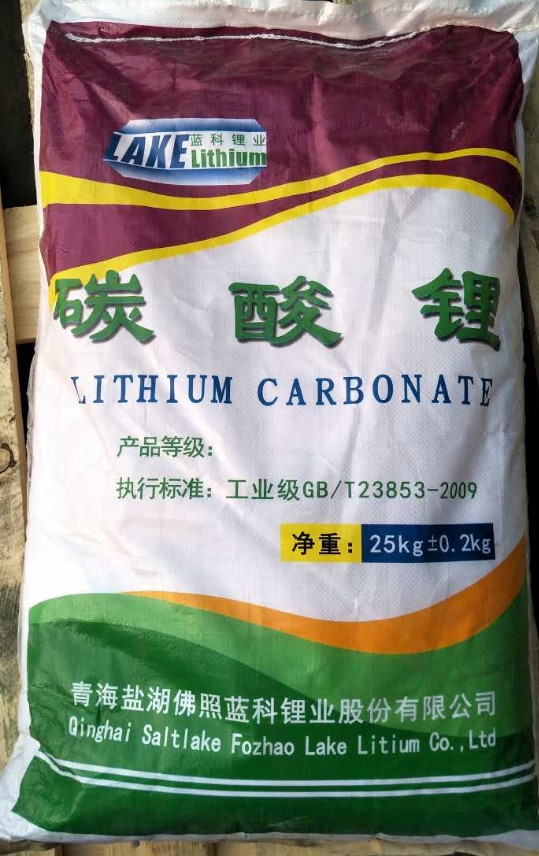 LAKE 蓝科锂业
Lithium
碳酸锂
LITHIUM CARBONATE
产品等级：
执行标准：工业级GB/T23853-2009
净重：25kg±0.2kg
青海盐湖佛照蓝科锂业股份有限公司
Qinghai Saltlake Fozhao Lake Litium Co.,Ltd